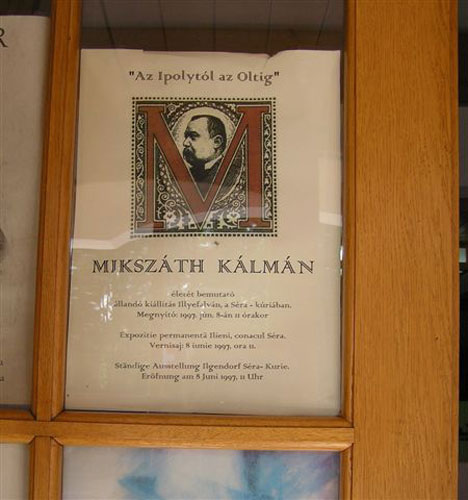 R
"Az Ipolytól az Oltig"
M
MIKSZÁTH KÁLMÁN
életét bemutató
állandó kiállítás Illyefalván, a Séra - kúriában.
Megnyitó: 1997. jún. 8-án 11 órakor
Expozitie permanentă Ilieni, conacul Séra.
Vernisaj: 8 iunie 1997, ora 11.
Ständige Ausstellung Ilgendorf Séra- Kurie.
Eröfnung am 8 Juni 1997, 11 Uhr